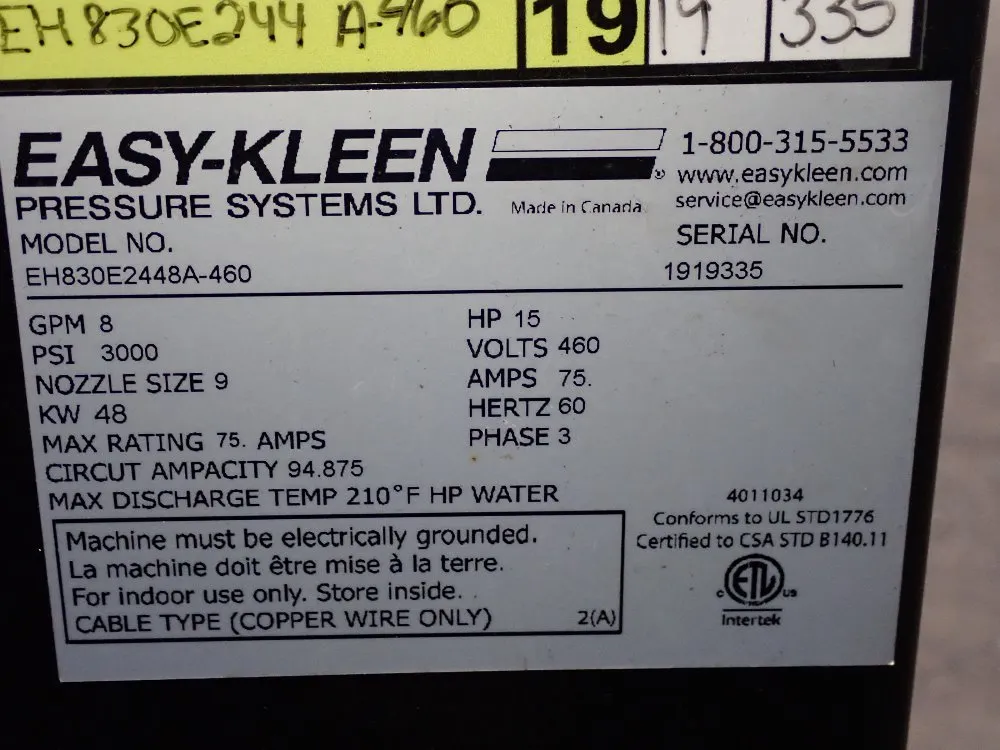 EH830E244 A-460 19 19 335
EASY-KLEEN ®
PRESSURE SYSTEMS LTD.
Made in Canada
1-800-315-5533
www.easykleen.com
service@easykleen.com
MODEL NO.
EH830E2448A-460
SERIAL NO.
1919335
GPM 8
PSI 3000
NOZZLE SIZE 9
KW 48
MAX RATING 75. AMPS
CIRCUT AMPACITY 94.875
MAX DISCHARGE TEMP 210°F HP WATER
HP 15
VOLTS 460
AMPS 75.
HERTZ 60
PHASE 3
Machine must be electrically grounded.
La machine doit être mise à la terre.
For indoor use only. Store inside.
CABLE TYPE (COPPER WIRE ONLY) 2(A)
4011034
Conforms to UL STD1776
Certified to CSA STD B140.11
C ETL US
Intertek